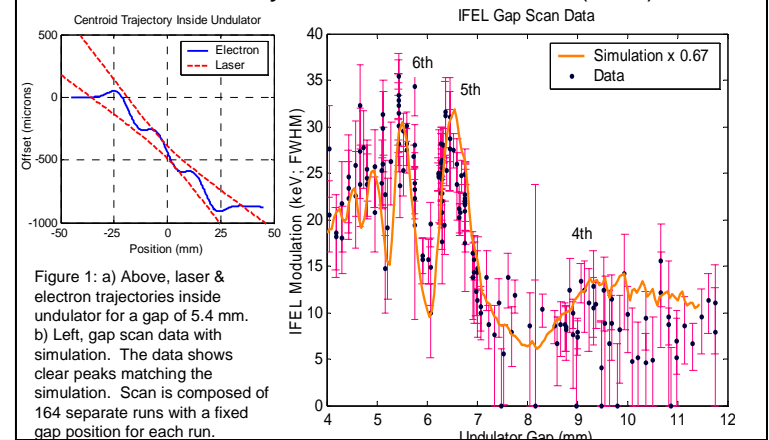 Centroid Trajectory Inside Undulator
500
0
-500
-1000
Offset (microns)
Electron
Laser
-50 -25 0 25 50
Position (mm)
Figure 1: a) Above, laser &
electron trajectories inside
undulator for a gap of 5.4 mm.
b) Left, gap scan data with
simulation. The data shows
clear peaks matching the
simulation. Scan is composed of
164 separate runs with a fixed
gap position for each run.
IFEL Gap Scan Data
40
35
30
25
20
15
10
5
0
IFEL Modulation (keV; FWHM)
6th
5th
4th
Simulation x 0.67
Data
4 5 6 7 8 9 10 11 12
Undulator Gap (mm)